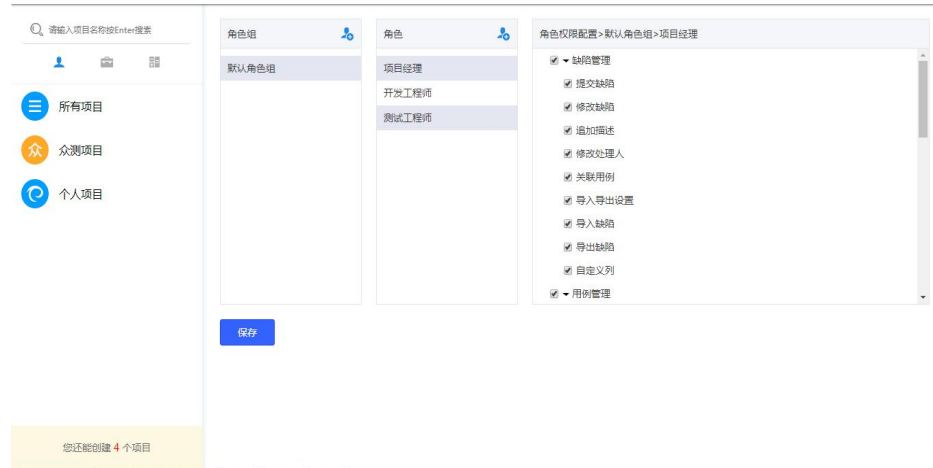 请输入项目名称按Enter搜索
所有项目
众
众测项目
个人项目
您还能创建 4 个项目
角色组
默认角色组
角色
项目经理
开发工程师
测试工程师
角色权限配置>默认角色组>项目经理
缺陷管理
提交缺陷
修改缺陷
追加描述
修改处理人
关联用例
导入导出设置
导入缺陷
导出缺陷
自定义列
用例管理
保存